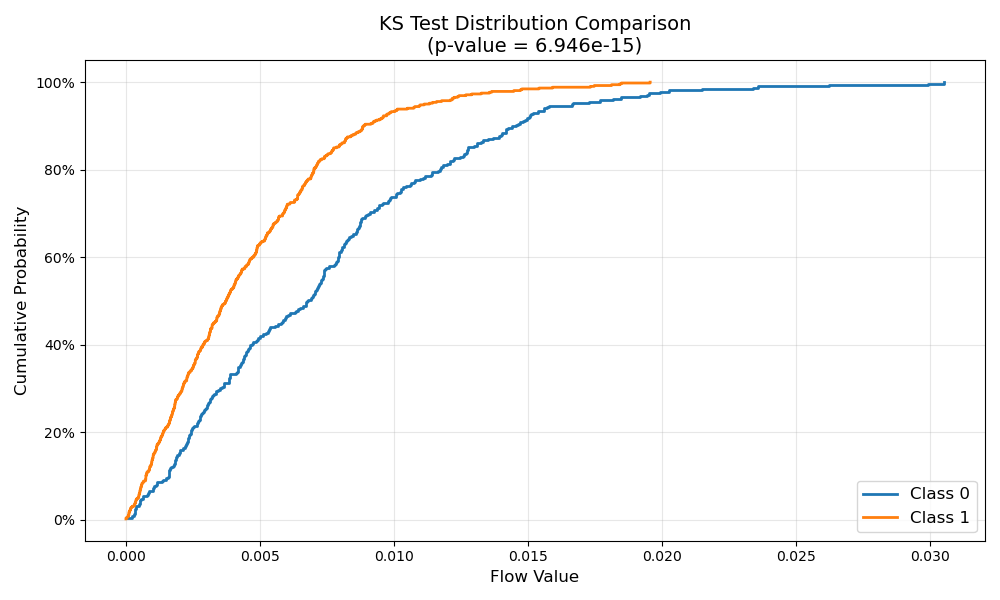 KS Test Distribution Comparison
(p-value = 6.946e-15)
Cumulative Probability
100%
80%
60%
40%
20%
0%
0.000
0.005
0.010
0.015
0.020
0.025
0.030
Flow Value
Class 0
Class 1